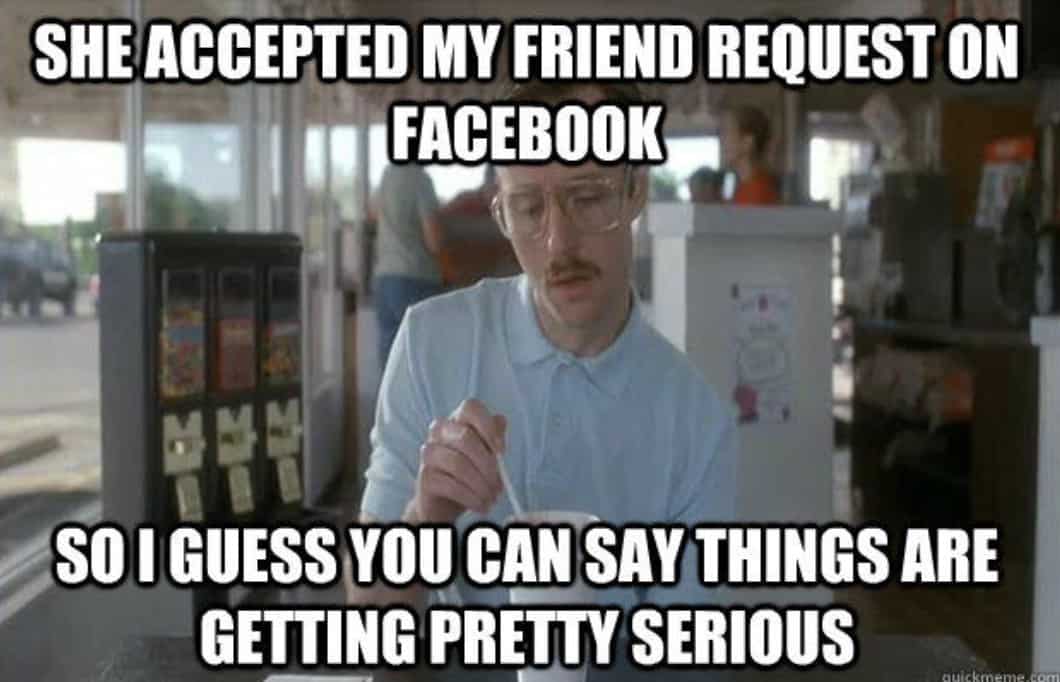 SHE ACCEPTED MY FRIEND REQUEST ON
FACEBOOK
SO I GUESS YOU CAN SAY THINGS ARE
GETTING PRETTY SERIOUS
quickmeme.com